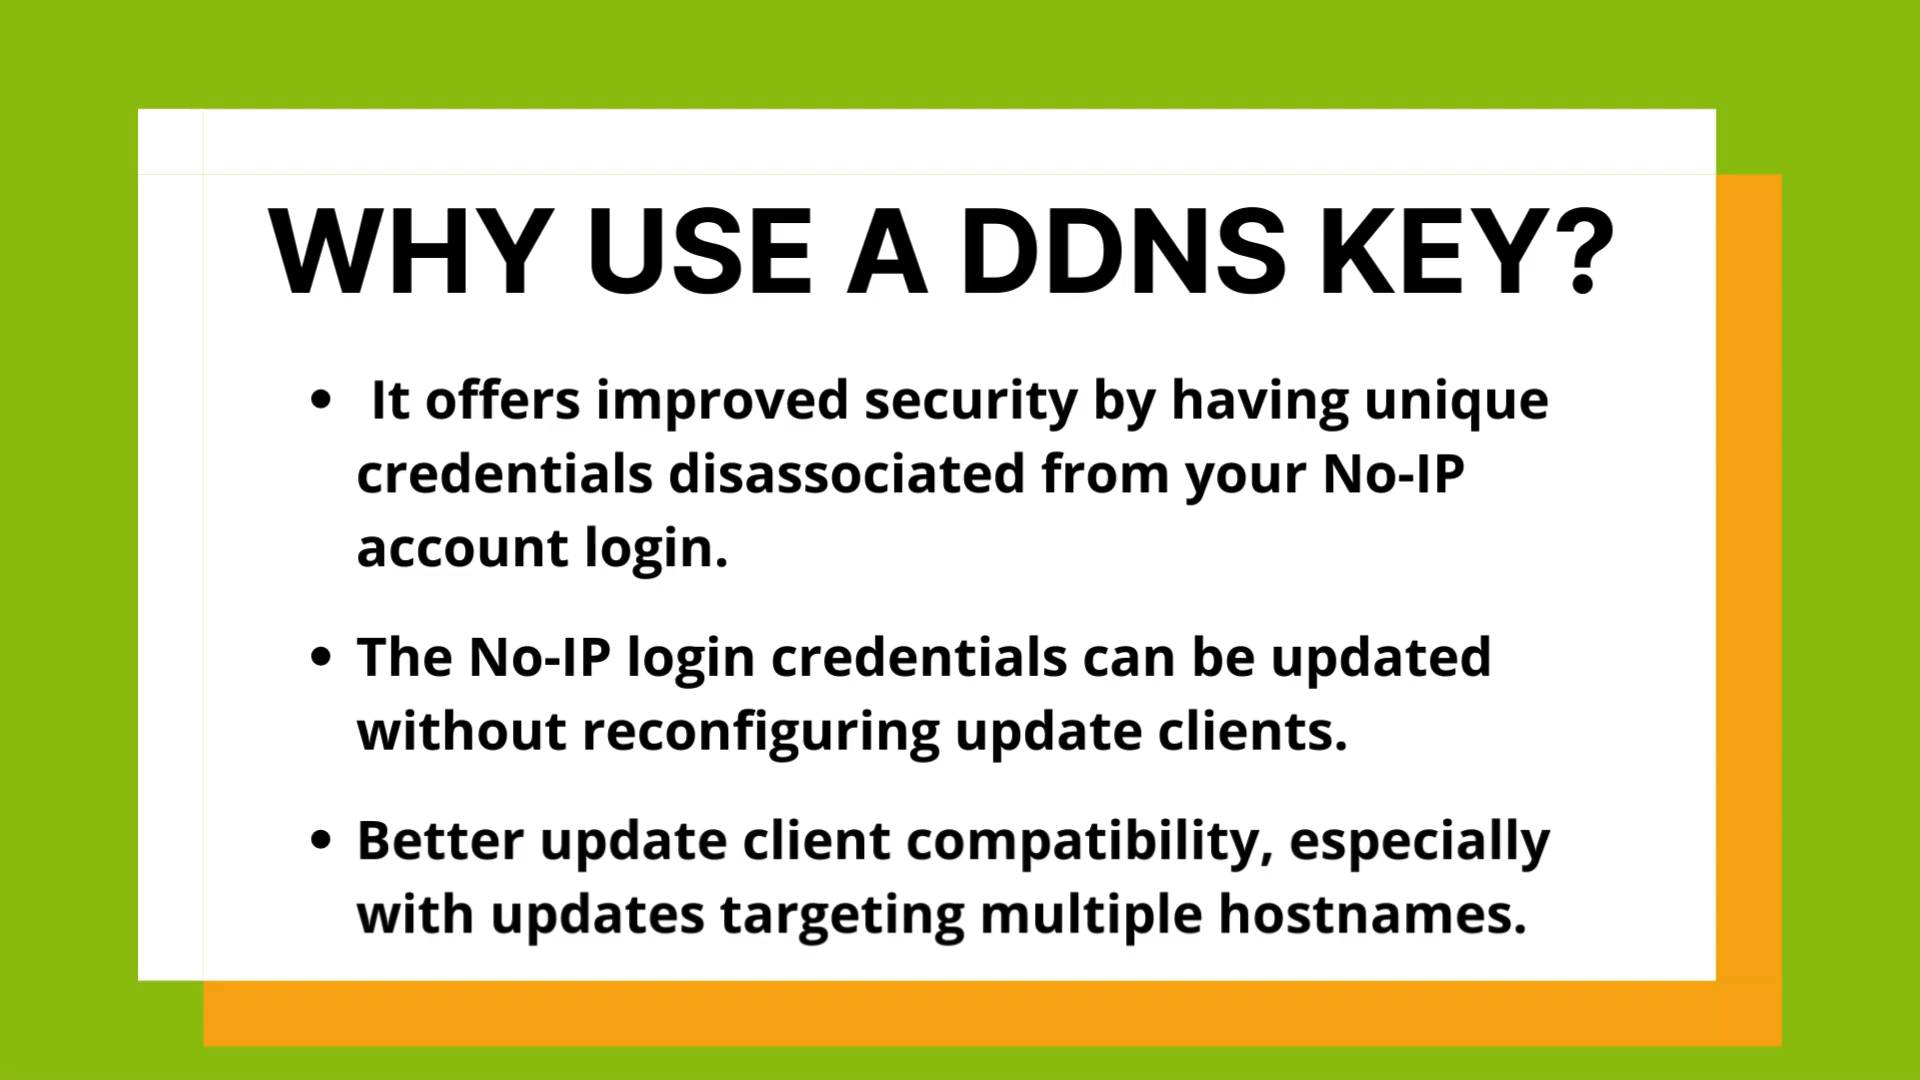 WHY USE A DDNS KEY?
• It offers improved security by having unique
credentials disassociated from your No-IP
account login.
• The No-IP login credentials can be updated
without reconfiguring update clients.
• Better update client compatibility, especially
with updates targeting multiple hostnames.